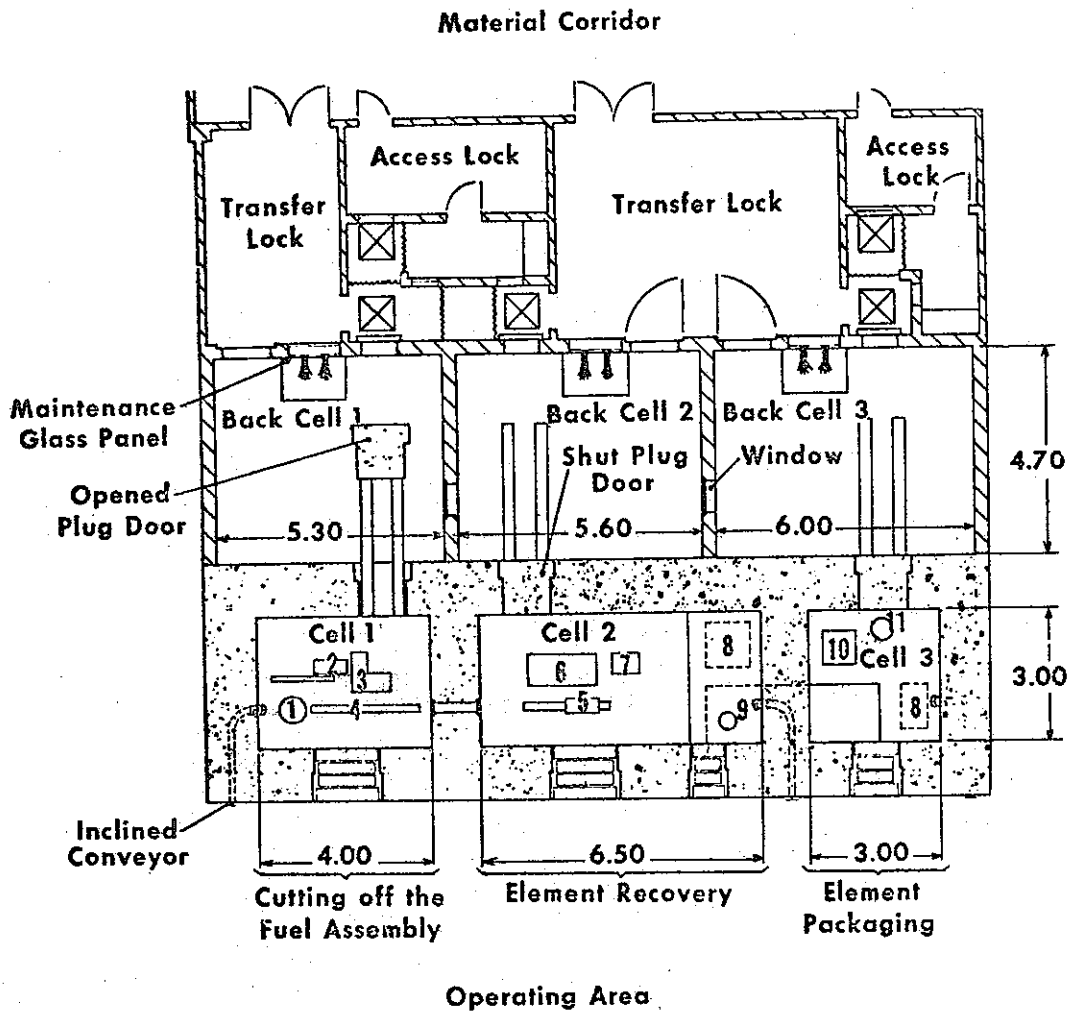 Material Corridor
Access Lock
Access
Lock
Transfer
Lock
Transfer Lock
Maintenance
Glass Panel
Back Cell 1
Back Cell 2
Back Cell 3
Opened
Plug Door
Shut Plug
Door
Window
4.70
5.30
5.60
6.00
Cell 1
Cell 2
Cell 3
1
2
3
4
5
6
7
8
9
10
11
8
3.00
Inclined
Conveyor
4.00
6.50
3.00
Cutting off the
Fuel Assembly
Element Recovery
Element
Packaging
Operating Area